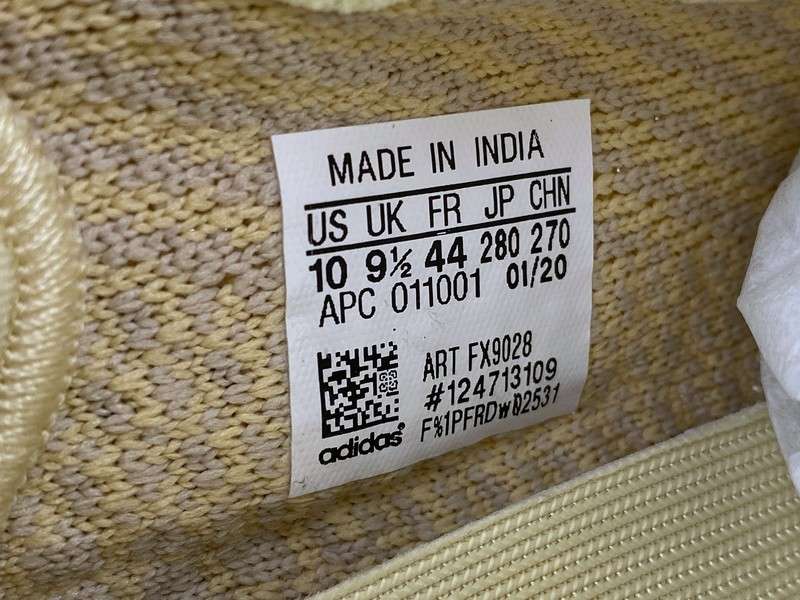 MADE IN INDIA
US UK FR JP CHN
10 9½ 44 280 270
APC 011001 01/20
ART FX9028
#124713109
F%1PFRDW02531
adidas®